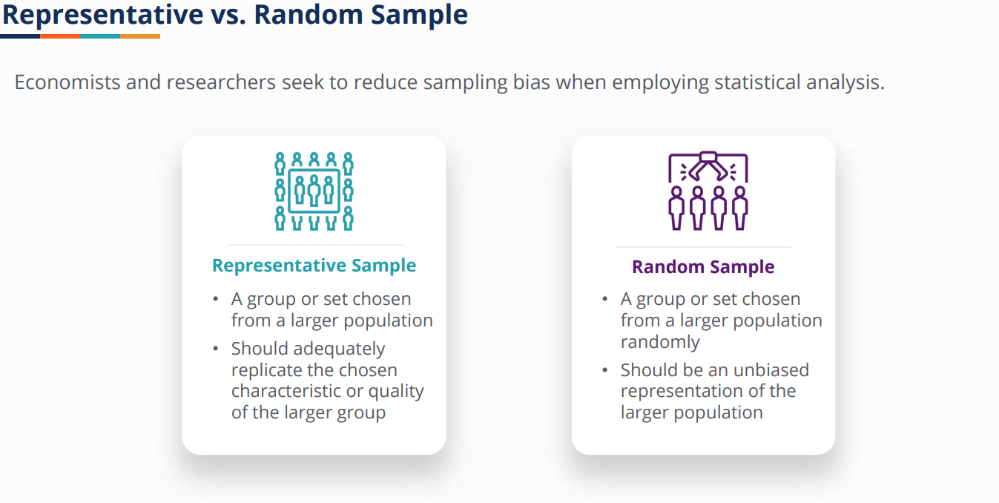 Representative vs. Random Sample
Economists and researchers seek to reduce sampling bias when employing statistical analysis.
Representative Sample
• A group or set chosen
from a larger population
• Should adequately
replicate the chosen
characteristic or quality
of the larger group
Random Sample
• A group or set chosen
from a larger population
randomly
• Should be an unbiased
representation of the
larger population